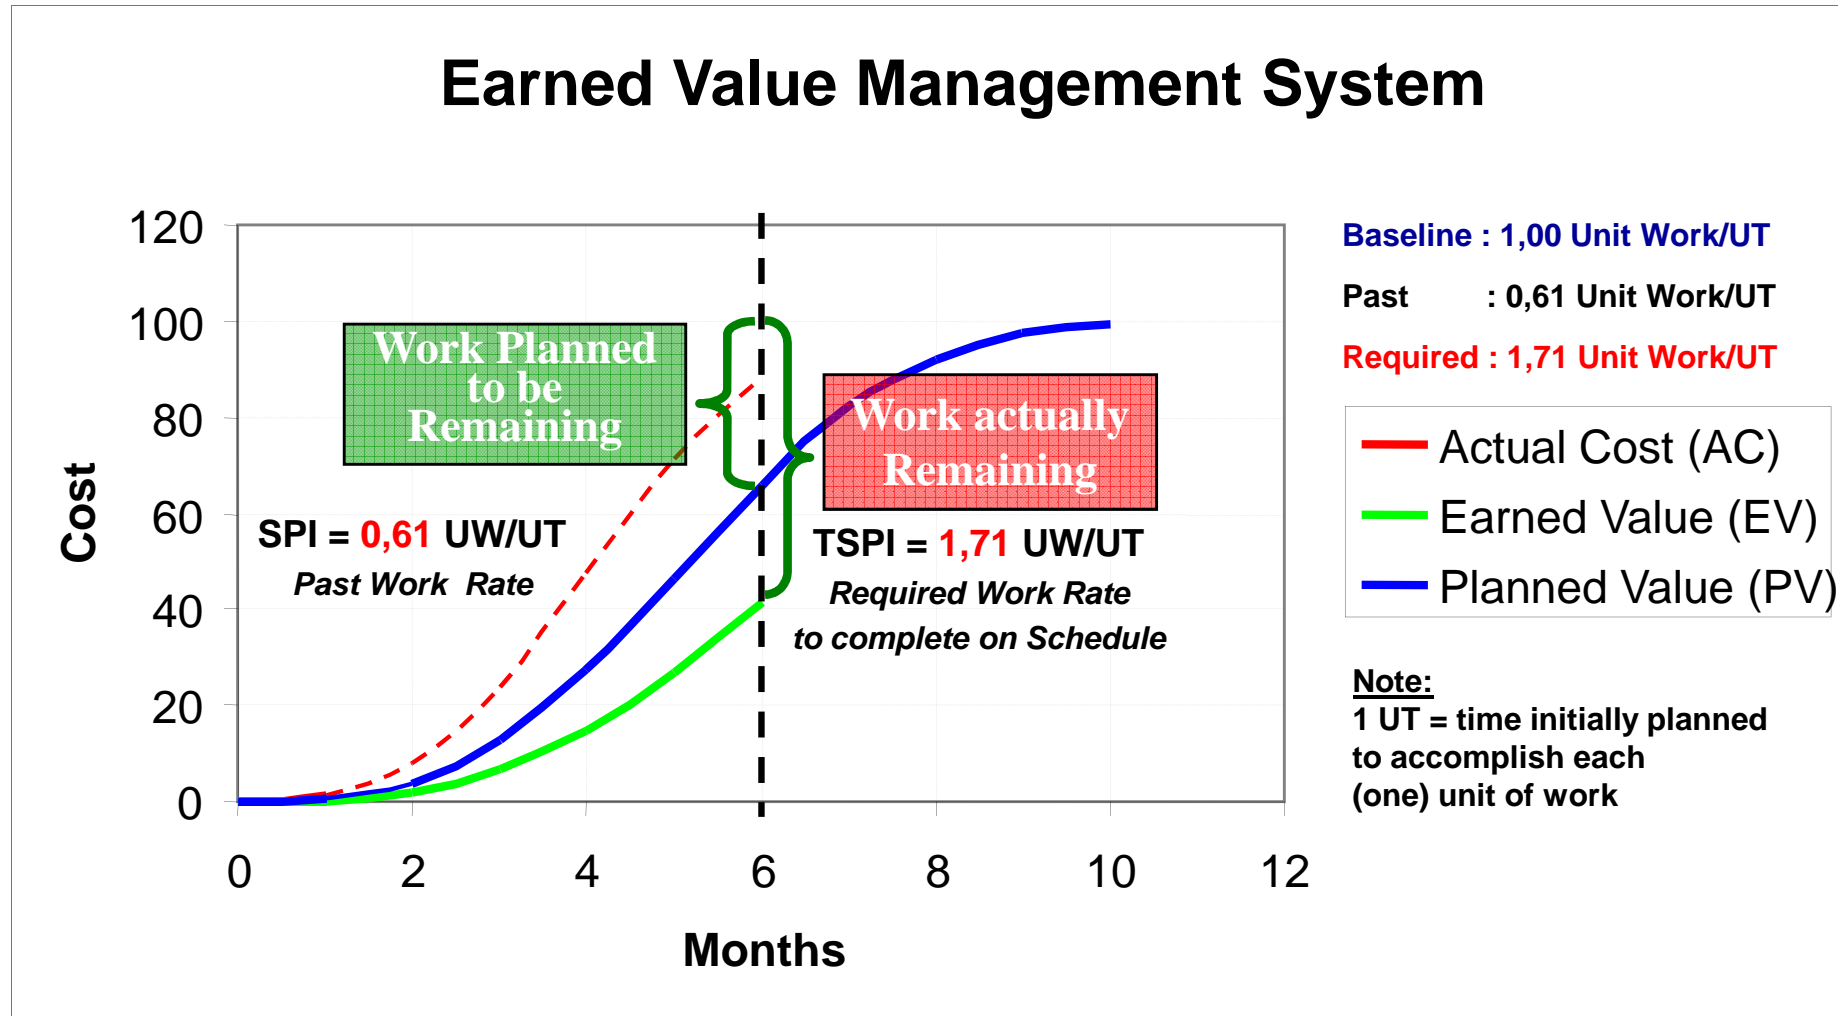 Earned Value Management System
120
100
80
60
40
20
0
Cost
0 2 4 6 8 10 12
Months
Work Planned
to be
Remaining
SPI = 0,61 UW/UT
Past Work Rate
Work actually
Remaining
TSPI = 1,71 UW/UT
Required Work Rate
to complete on Schedule
Baseline : 1,00 Unit Work/UT
Past : 0,61 Unit Work/UT
Required : 1,71 Unit Work/UT
Actual Cost (AC)
Earned Value (EV)
Planned Value (PV)
Note:
1 UT = time initially planned
to accomplish each
(one) unit of work